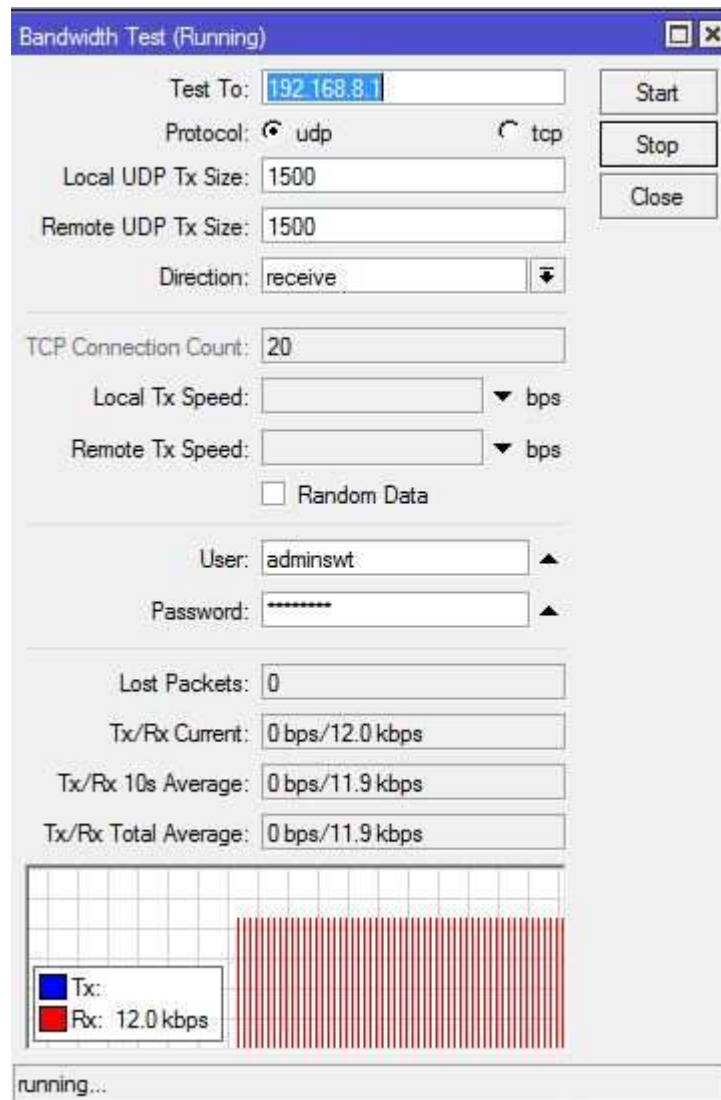 Bandwidth Test (Running)
Test To: 192.168.8.1 Start
Protocol: udp tcp Stop
Local UDP Tx Size: 1500 Close
Remote UDP Tx Size: 1500
Direction: receive
TCP Connection Count: 20
Local Tx Speed: bps
Remote Tx Speed: bps
Random Data
User: adminswt
Password: ********
Lost Packets: 0
Tx/Rx Current: 0 bps/12.0 kbps
Tx/Rx 10s Average: 0 bps/11.9 kbps
Tx/Rx Total Average: 0 bps/11.9 kbps
Tx:
Rx: 12.0 kbps
running...